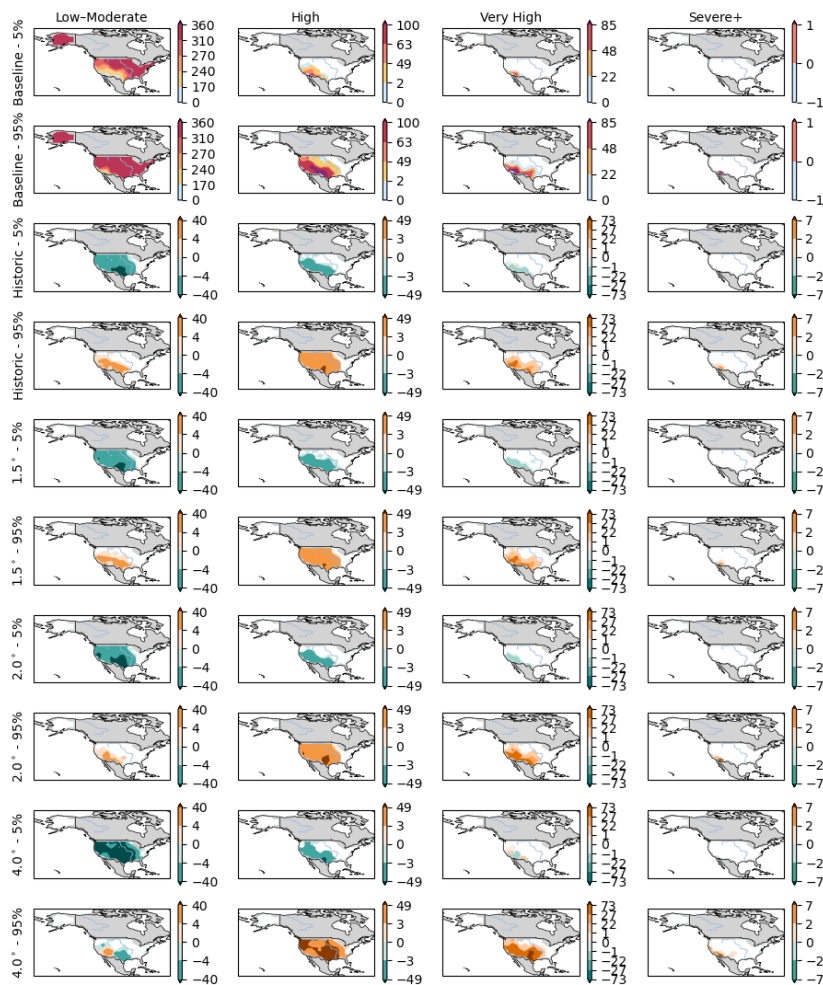 Low–Moderate High Very High Severe+
Baseline - 5%
360 310 270 240 170 0
100 63 49 2 0
85 48 22 0
1 0 −1
Baseline - 95%
360 310 270 240 170 0
100 63 49 2 0
85 48 22 0
1 0 −1
Historic - 5%
40 4 0 −4 −40
49 3 0 −3 −49
73 27 22 1 0 −1 −22 −27 −73
7 2 0 −2 −7
Historic - 95%
40 4 0 −4 −40
49 3 0 −3 −49
73 27 22 1 0 −1 −22 −27 −73
7 2 0 −2 −7
1.5° - 5%
40 4 0 −4 −40
49 3 0 −3 −49
73 27 22 1 0 −1 −22 −27 −73
7 2 0 −2 −7
1.5° - 95%
40 4 0 −4 −40
49 3 0 −3 −49
73 27 22 1 0 −1 −22 −27 −73
7 2 0 −2 −7
2.0° - 5%
40 4 0 −4 −40
49 3 0 −3 −49
73 27 22 1 0 −1 −22 −27 −73
7 2 0 −2 −7
2.0° - 95%
40 4 0 −4 −40
49 3 0 −3 −49
73 27 22 1 0 −1 −22 −27 −73
7 2 0 −2 −7
4.0° - 5%
40 4 0 −4 −40
49 3 0 −3 −49
73 27 22 1 0 −1 −22 −27 −73
7 2 0 −2 −7
4.0° - 95%
40 4 0 −4 −40
49 3 0 −3 −49
73 27 22 1 0 −1 −22 −27 −73
7 2 0 −2 −7